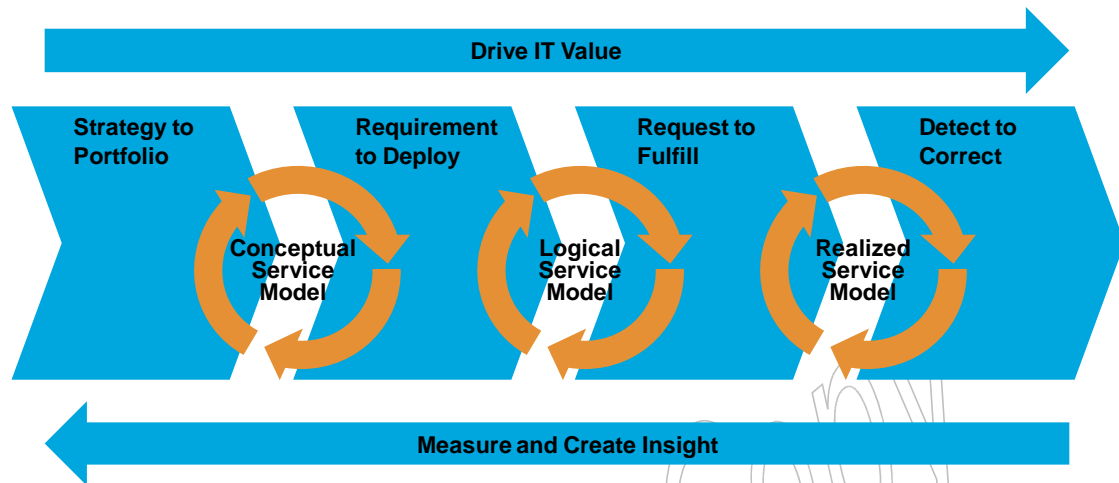 Drive IT Value
Strategy to
Portfolio
Requirement
to Deploy
Request to
Fulfill
Detect to
Correct
Conceptual
Service
Model
Logical
Service
Model
Realized
Service
Model
Measure and Create Insight